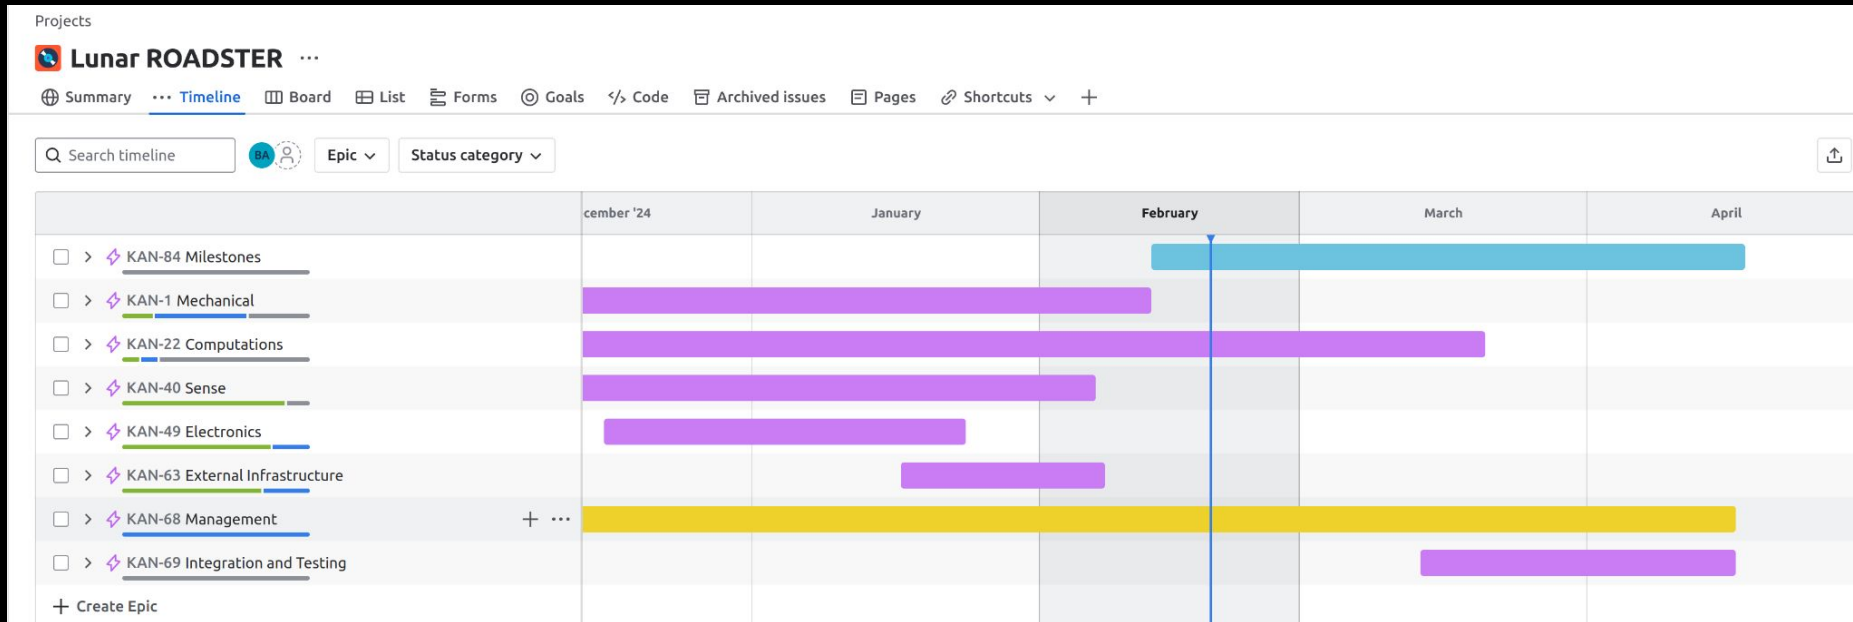 Projects
Lunar ROADSTER
Summary Timeline Board List Forms Goals Code Archived issues Pages Shortcuts
Search timeline BA Epic Status category
cember '24 January February March April
KAN-84 Milestones
KAN-1 Mechanical
KAN-22 Computations
KAN-40 Sense
KAN-49 Electronics
KAN-63 External Infrastructure
KAN-68 Management
KAN-69 Integration and Testing
+ Create Epic